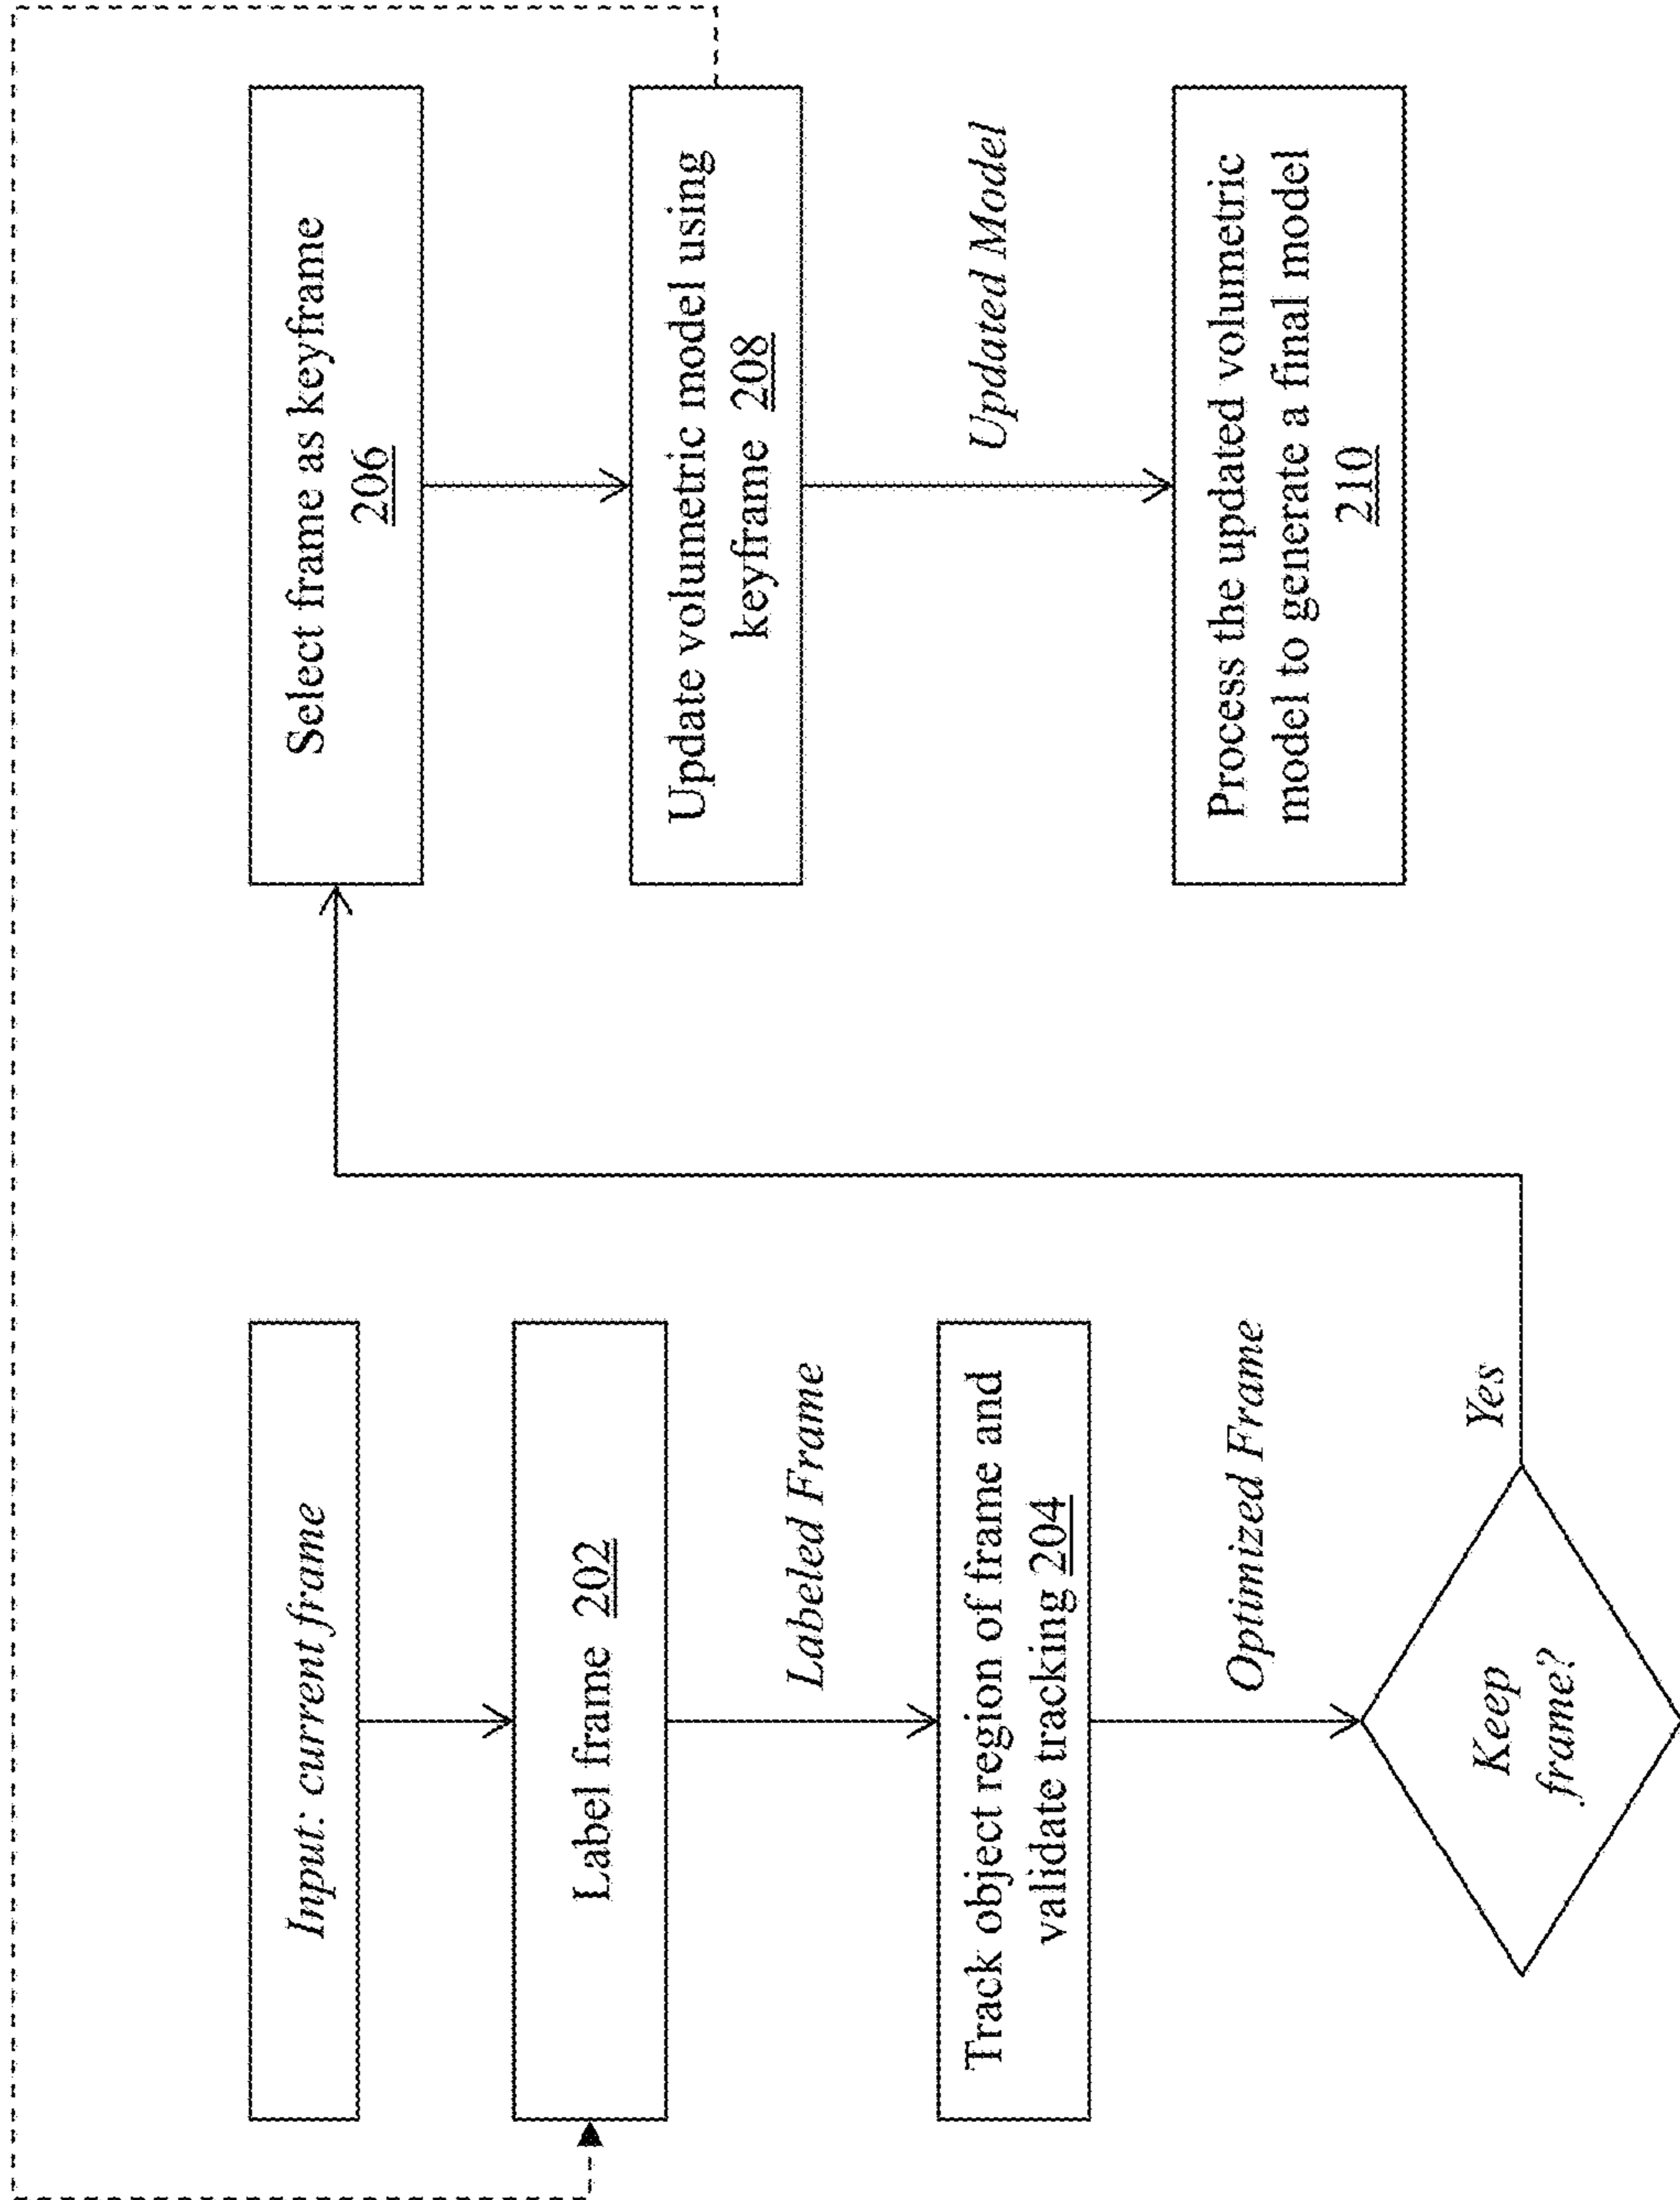 Input: current frame
Label frame 202
Labeled Frame
Track object region of frame and
validate tracking 204
Optimized Frame
Keep
frame?
Yes
Select frame as keyframe
206
Update volumetric model using
keyframe 208
Updated Model
Process the updated volumetric
model to generate a final model
210